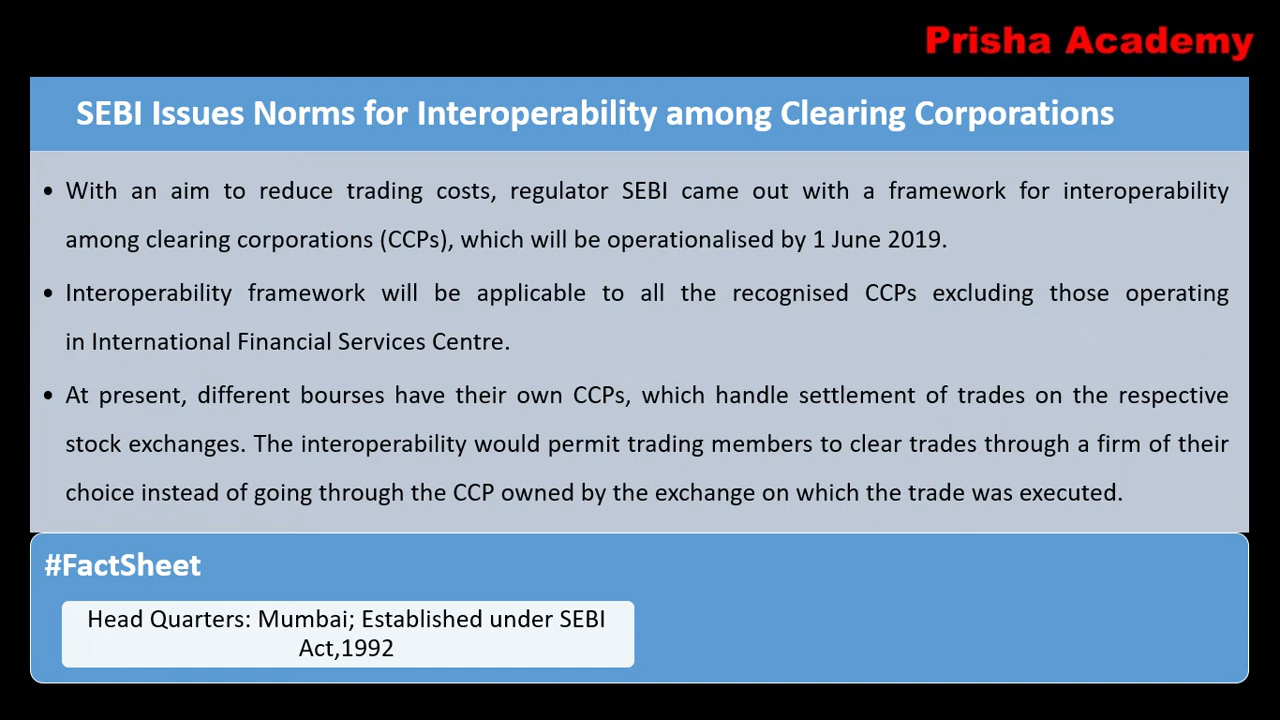 Prisha Academy
SEBI Issues Norms for Interoperability among Clearing Corporations
• With an aim to reduce trading costs, regulator SEBI came out with a framework for interoperability
among clearing corporations (CCPs), which will be operationalised by 1 June 2019.
• Interoperability framework will be applicable to all the recognised CCPs excluding those operating
in International Financial Services Centre.
• At present, different bourses have their own CCPs, which handle settlement of trades on the respective
stock exchanges. The interoperability would permit trading members to clear trades through a firm of their
choice instead of going through the CCP owned by the exchange on which the trade was executed.
#FactSheet
Head Quarters: Mumbai; Established under SEBI
Act,1992